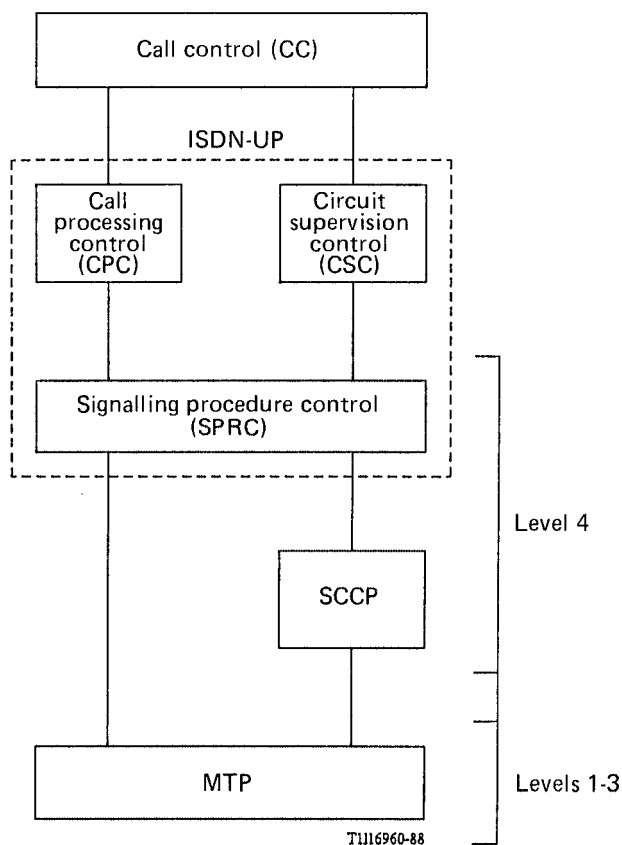 Call control (CC)
ISDN-UP
Call
processing
control
(CPC)
Circuit
supervision
control
(CSC)
Signalling procedure control
(SPRC)
Level 4
SCCP
MTP
Levels 1-3
T1116960-88